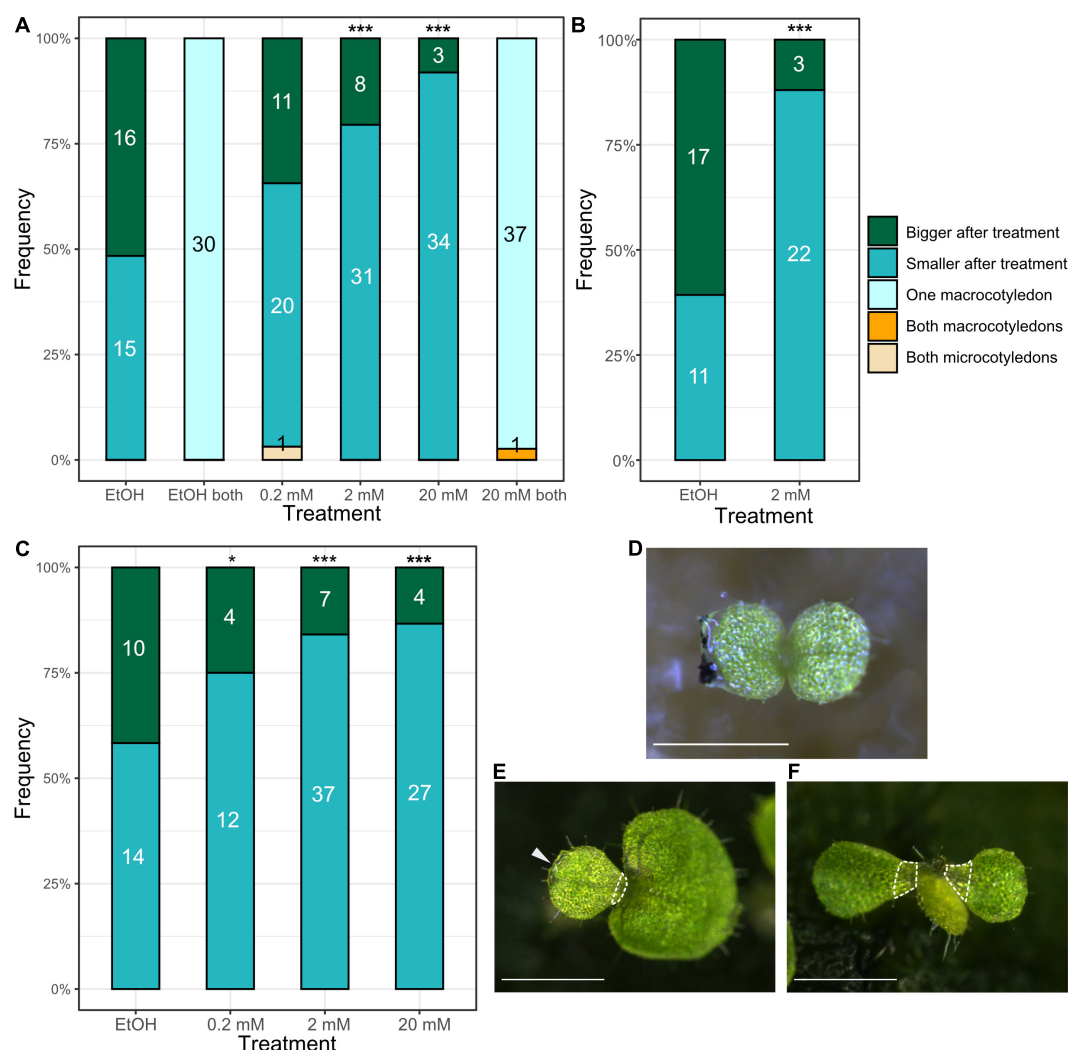 A
*** ***
100%
75%
50%
25%
0%
Frequency
16
15
30
11
20
1
8
31
3
34
37
1
EtOH EtOH both 0.2 mM 2 mM 20 mM 20 mM both
Treatment
B
***
100%
75%
50%
25%
0%
Frequency
17
11
3
22
EtOH 2 mM
Treatment
Bigger after treatment
Smaller after treatment
One macrocotyledon
Both macrocotyledons
Both microcotyledons
C
* *** ***
100%
75%
50%
25%
0%
Frequency
10
14
4
12
7
37
4
27
EtOH 0.2 mM 2 mM 20 mM
Treatment
D
E
F